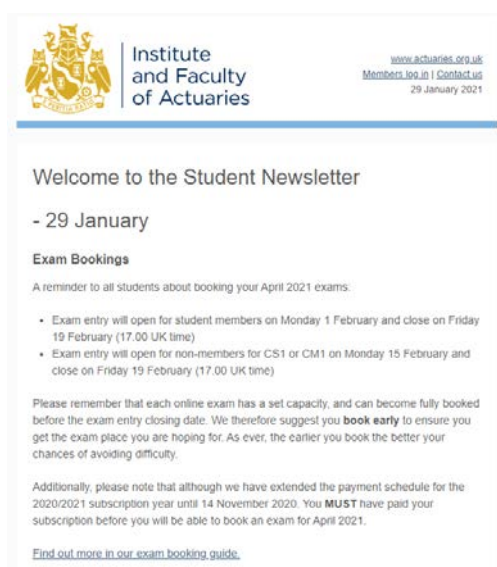 Institute
and Faculty
of Actuaries
www.actuaries.org.uk
Members log in | Contact us
29 January 2021
Welcome to the Student Newsletter
- 29 January
Exam Bookings
A reminder to all students about booking your April 2021 exams:
• Exam entry will open for student members on Monday 1 February and close on Friday
19 February (17.00 UK time)
• Exam entry will open for non-members for CS1 or CM1 on Monday 15 February and
close on Friday 19 February (17.00 UK time)
Please remember that each online exam has a set capacity, and can become fully booked
before the exam entry closing date. We therefore suggest you book early to ensure you
get the exam place you are hoping for. As ever, the earlier you book the better your
chances of avoiding difficulty.
Additionally, please note that although we have extended the payment schedule for the
2020/2021 subscription year until 14 November 2020. You MUST have paid your
subscription before you will be able to book an exam for April 2021.
Find out more in our exam booking guide.